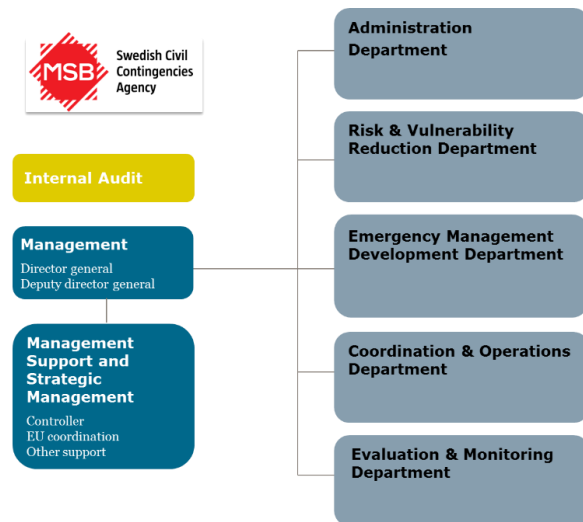 MSB
Swedish Civil
Contingencies
Agency
Internal Audit
Management
Director general
Deputy director general
Management
Support and
Strategic
Management
Controller
EU coordination
Other support
Administration
Department
Risk & Vulnerability
Reduction Department
Emergency Management
Development Department
Coordination & Operations
Department
Evaluation & Monitoring
Department